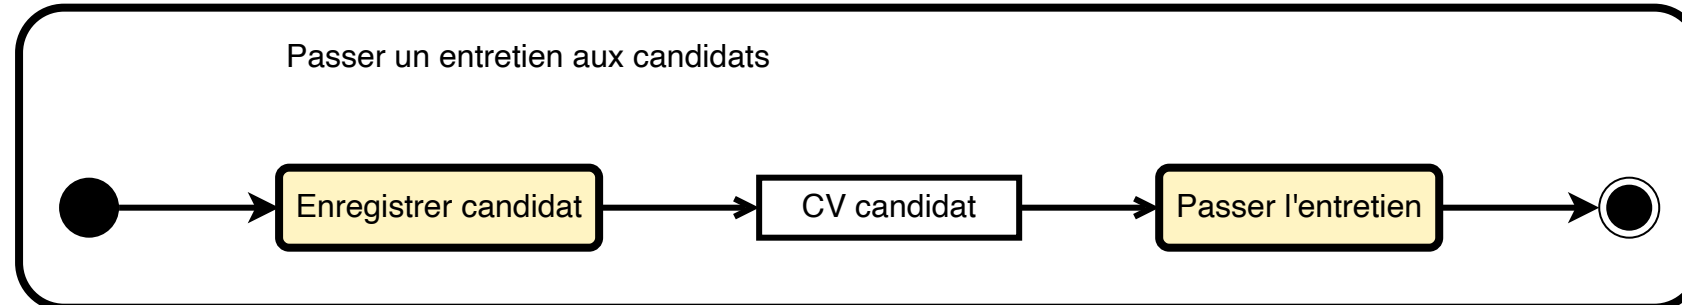 Passer un entretien aux candidats
Enregistrer candidat
CV candidat
Passer l'entretien